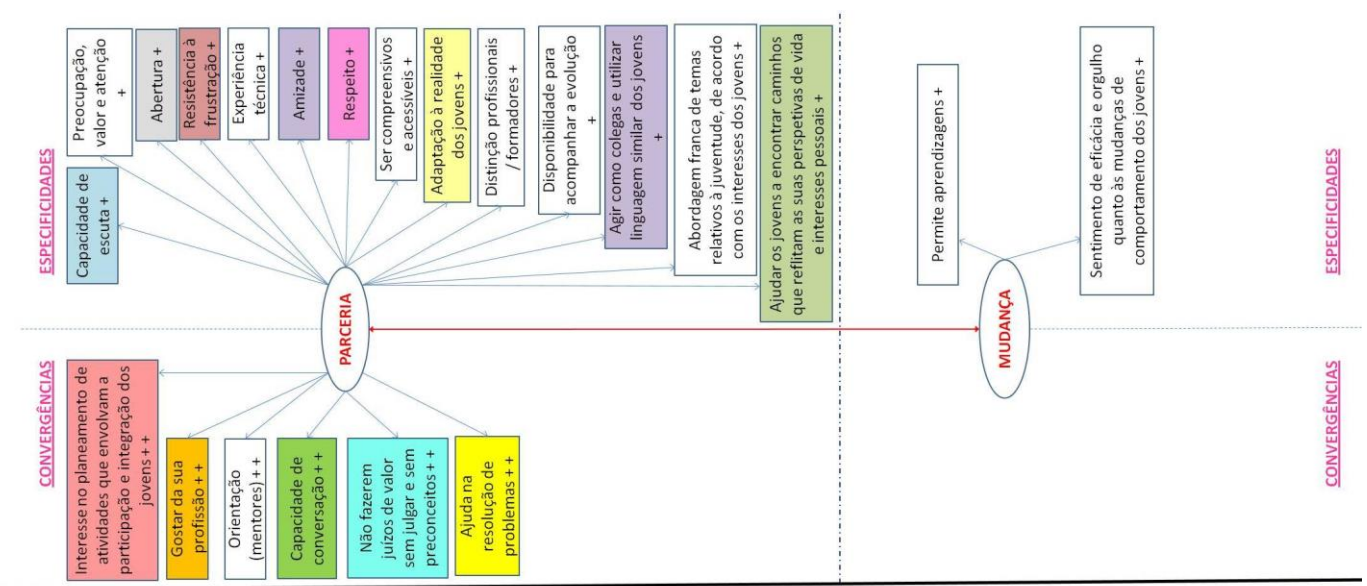 CONVERGÊNCIAS
ESPECIFICIDADES
Interesse no planeamento de
atividades que envolvam a
participação e integração dos
jovens + +
Gostar da sua
profissão + +
Orientação
(mentores) + +
Capacidade de
conversação + +
Não fazerem
juízos de valor
sem julgar e sem
preconceitos + +
Ajuda na
resolução de
problemas + +
PARCERIA
Capacidade de
escuta +
Preocupação,
valor e atenção
+
Abertura +
Resistência à
frustração +
Experiência
técnica +
Amizade +
Respeito +
Ser compreensivos
e acessíveis +
Adaptação à realidade
dos jovens +
Distinção profissionais
/ formadores +
Disponibilidade para
acompanhar a evolução
+
Agir como colegas e utilizar
linguagem similar dos jovens
+
Abordagem franca de temas
relativos à juventude, de acordo
com os interesses dos jovens +
Ajudar os jovens a encontrar caminhos
que reflitam as suas perspetivas de vida
e interesses pessoais +
MUDANÇA
Permite aprendizagens +
Sentimento de eficácia e orgulho
quanto às mudanças de
comportamento dos jovens +
CONVERGÊNCIAS
ESPECIFICIDADES